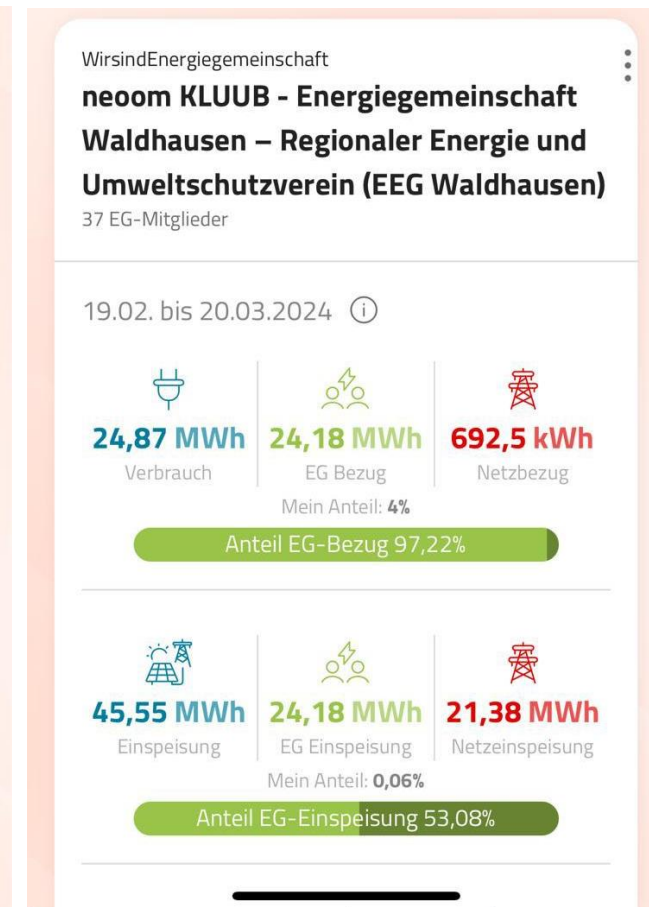 WirsindEnergiegemeinschaft
neoom KLUUB - Energiegemeinschaft
Waldhausen – Regionaler Energie und
Umweltschutzverein (EEG Waldhausen)
37 EG-Mitglieder
19.02. bis 20.03.2024
24,87 MWh 24,18 MWh 692,5 kWh
Verbrauch EG Bezug Netzbezug
Mein Anteil: 4%
Anteil EG-Bezug 97,22%
45,55 MWh 24,18 MWh 21,38 MWh
Einspeisung EG Einspeisung Netzeinspeisung
Mein Anteil: 0,06%
Anteil EG-Einspeisung 53,08%